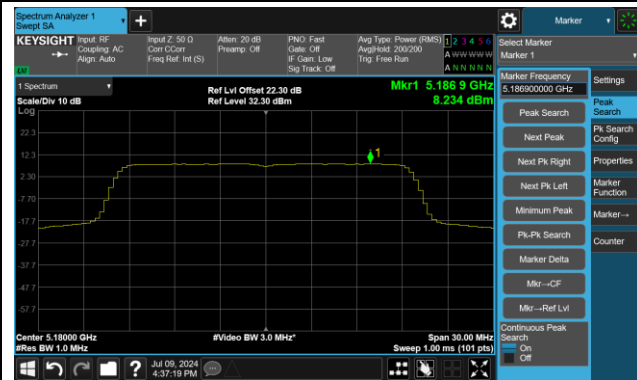 Spectrum Analyzer 1
Swept SA
Marker
KEYSIGHT
Input: RF
Coupling: AC
Align: Auto
Input Z: 50 Ω
Corr CCorr
Freq Ref: Int (S)
Atten: 20 dB
Preamp: Off
PNO: Fast
Gate: Off
IF Gain: Low
Sig Track: Off
Avg Type: Power (RMS)
Avg|Hold: 200/200
Trig: Free Run
1 2 3 4 5 6
A W W W W W
A N N N N N
Select Marker
Marker 1
1 Spectrum
Scale/Div 10 dB
Log
Ref Lvl Offset 22.30 dB
Ref Level 32.30 dBm
Mkr1 5.186 9 GHz
8.234 dBm
22.3
12.3
2.30
-7.70
-17.7
-27.7
-37.7
-47.7
-57.7
1
Center 5.18000 GHz
#Res BW 1.0 MHz
#Video BW 3.0 MHz*
Span 30.00 MHz
Sweep 1.00 ms (101 pts)
Marker Frequency
5.186900000 GHz
Peak Search
Next Peak
Next Pk Right
Next Pk Left
Minimum Peak
Pk-Pk Search
Marker Delta
Mkr→CF
Mkr→Ref Lvl
Continuous Peak
Search
On
Off
Settings
Peak
Search
Pk Search
Config
Properties
Marker
Function
Marker→
Counter
Jul 09, 2024
4:37:19 PM